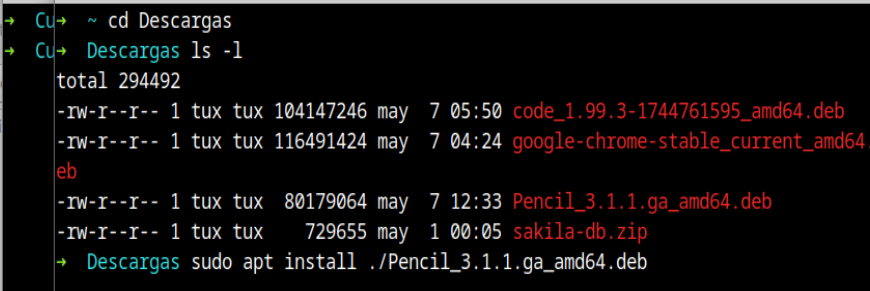 ➜ Cu➜ ~ cd Descargas
➜ Cu➜ Descargas ls -l
total 294492
-rw-r--r-- 1 tux tux 104147246 may  7 05:50 code_1.99.3-1744761595_amd64.deb
-rw-r--r-- 1 tux tux 116491424 may  7 04:24 google-chrome-stable_current_amd64.
eb
-rw-r--r-- 1 tux tux  80179064 may  7 12:33 Pencil_3.1.1.ga_amd64.deb
-rw-r--r-- 1 tux tux    729655 may  1 00:05 sakila-db.zip
➜ Descargas sudo apt install ./Pencil_3.1.1.ga_amd64.deb